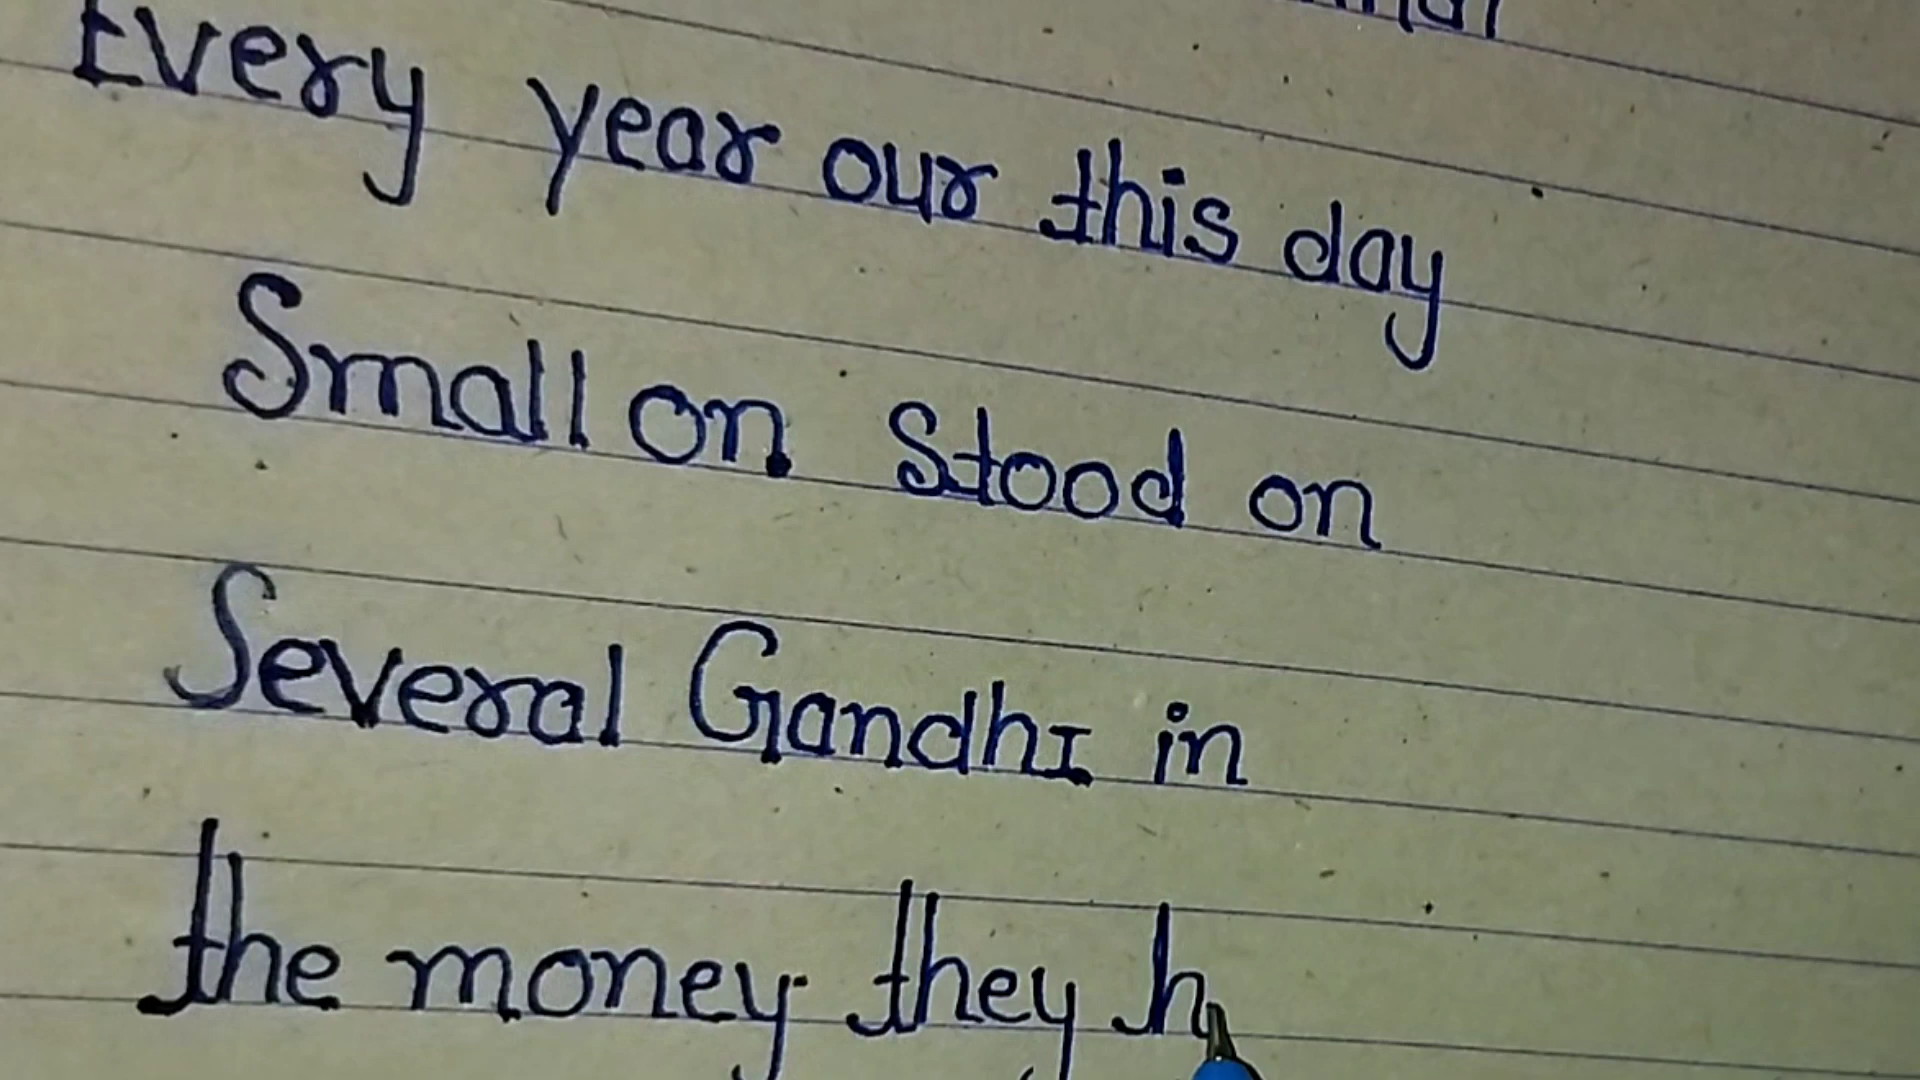 Every year our this day
Small on Stood on
Several GandhI in
the money they h